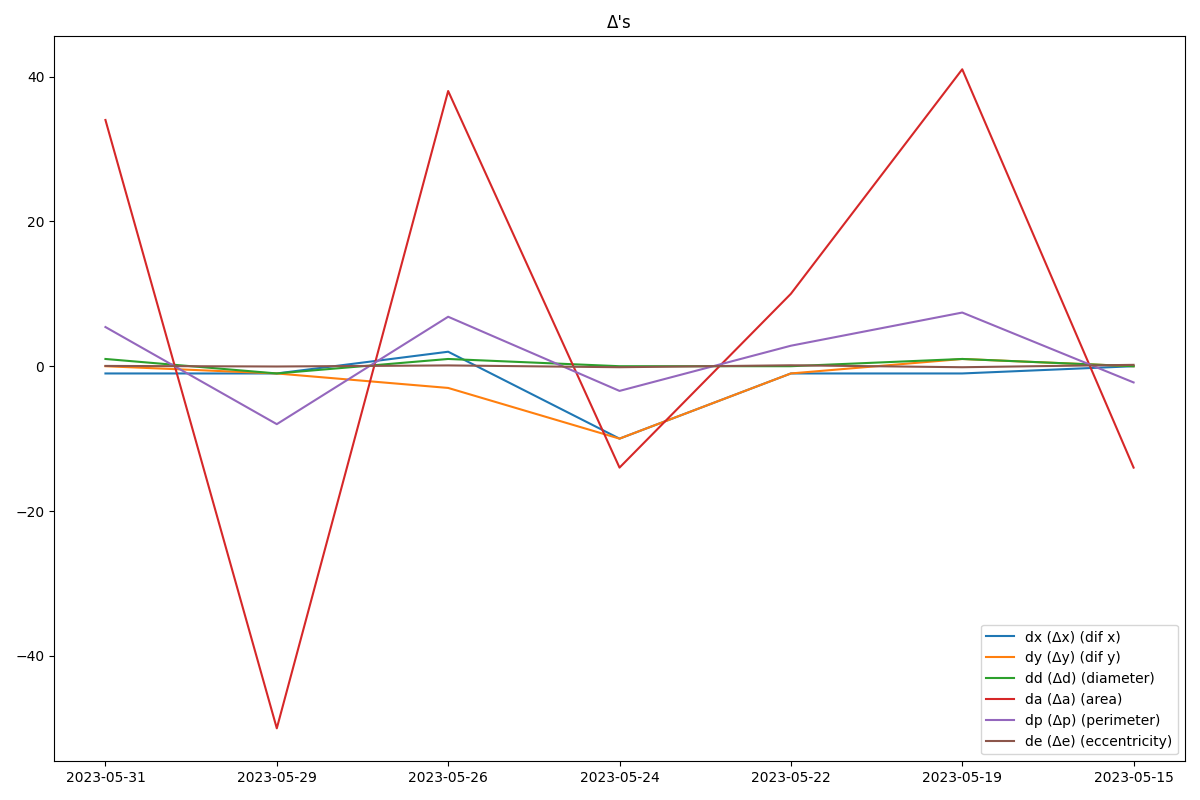 Δ's
40
20
0
−20
−40
2023-05-31 2023-05-29 2023-05-26 2023-05-24 2023-05-22 2023-05-19 2023-05-15
dx (Δx) (dif x)
dy (Δy) (dif y)
dd (Δd) (diameter)
da (Δa) (area)
dp (Δp) (perimeter)
de (Δe) (eccentricity)